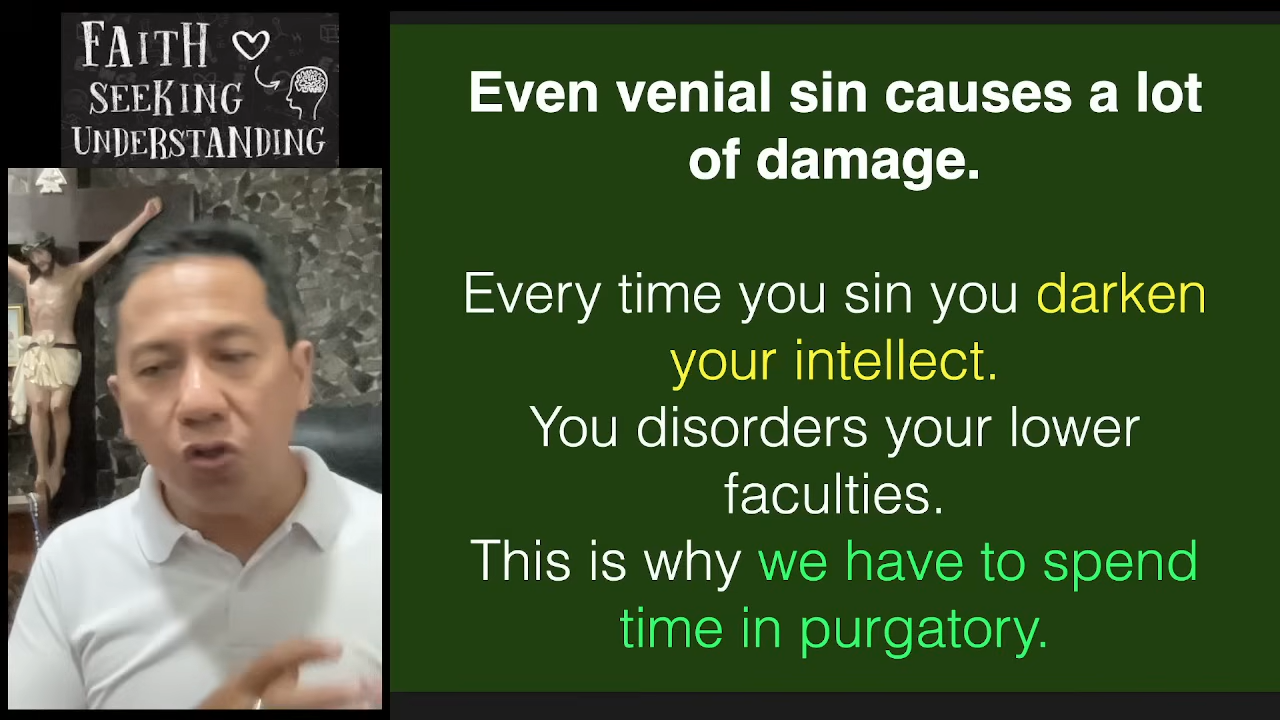 FAITH
SEEKING
UNDERSTANDING
Even venial sin causes a lot
of damage.
Every time you sin you darken
your intellect.
You disorders your lower
faculties.
This is why we have to spend
time in purgatory.